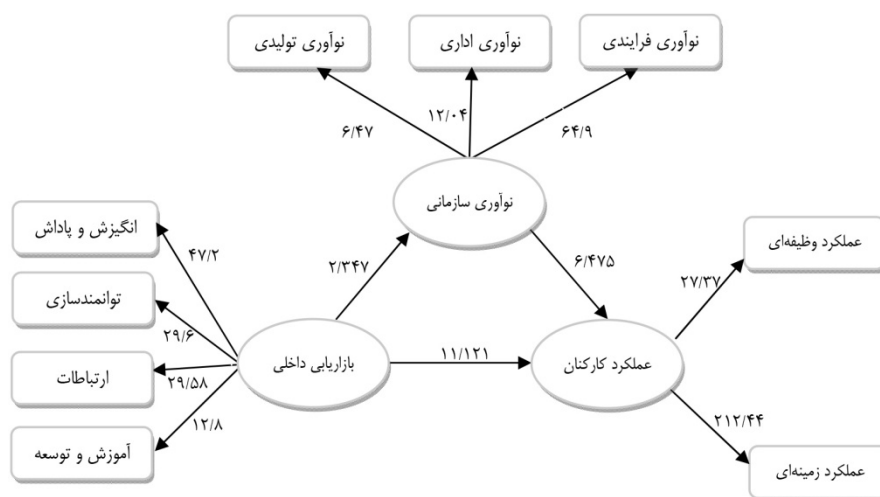 نوآوری فرایندی
نوآوری اداری
نوآوری تولیدی
۶۴/۹
۱۲/۰۴
۶/۴۷
نوآوری سازمانی
انگیزش و پاداش
توانمندسازی
ارتباطات
آموزش و توسعه
۴۷/۲
۲۹/۶
۲۹/۵۸
۱۲/۸
بازاریابی داخلی
۲/۳۴۷
۱۱/۱۲۱
۶/۴۷۵
عملکرد کارکنان
۲۷/۳۷
۲۱۲/۴۴
عملکرد وظیفه‌ای
عملکرد زمینه‌ای